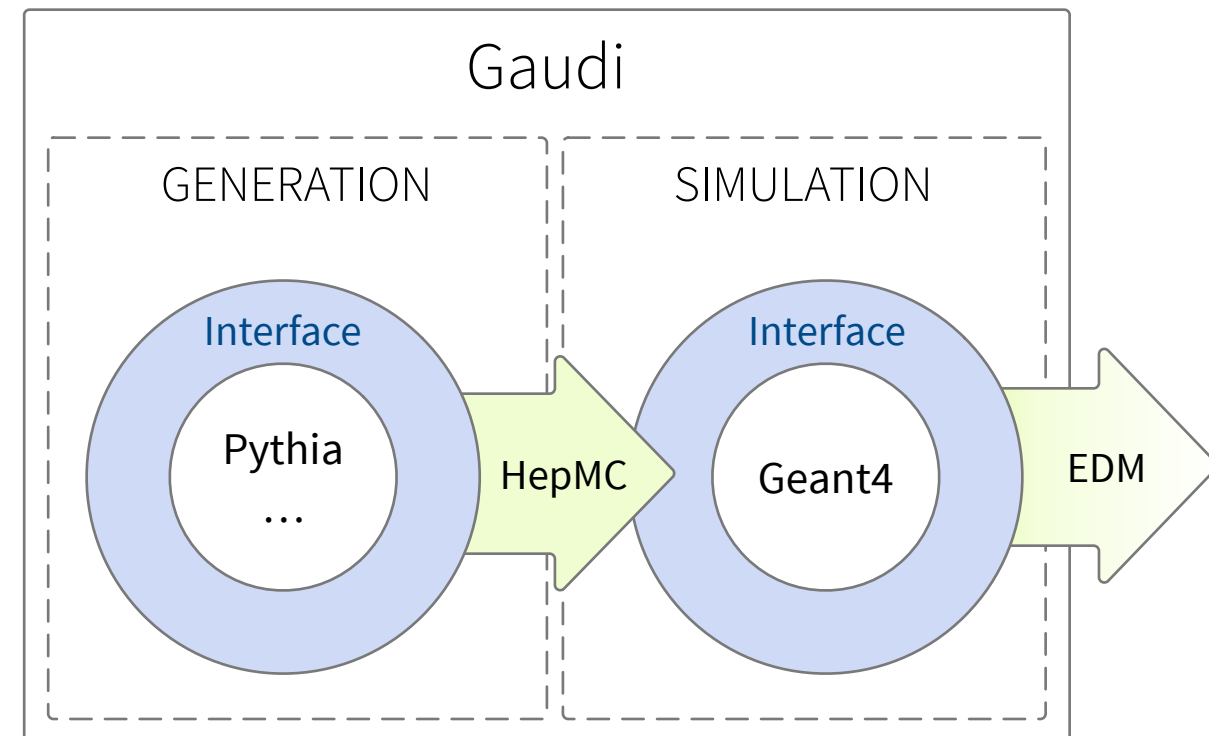 Gaudi
GENERATION
SIMULATION
Interface
Interface
Pythia
…
HepMC
Geant4
EDM